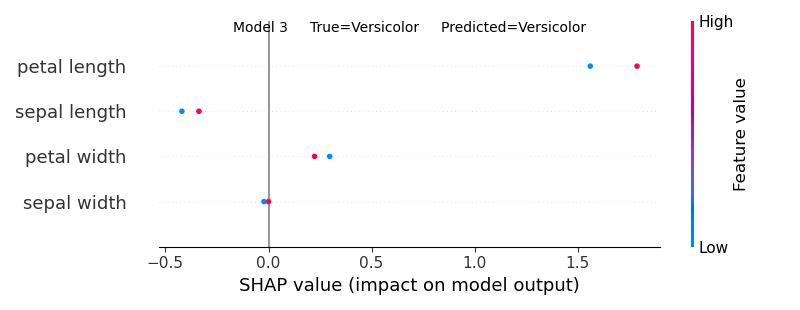 Model 3 True=Versicolor Predicted=Versicolor
High
petal length
sepal length
petal width
sepal width
Feature value
Low
−0.5 0.0 0.5 1.0 1.5
SHAP value (impact on model output)